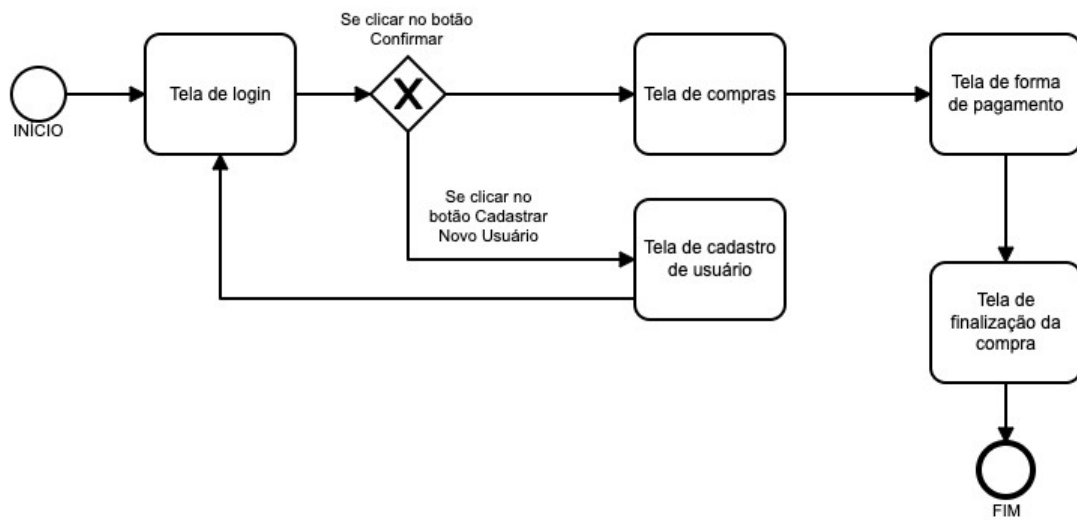 Se clicar no botão
Confirmar
INÍCIO
Tela de login
X
Tela de compras
Tela de forma
de pagamento
Se clicar no
botão Cadastrar
Novo Usuário
Tela de cadastro
de usuário
Tela de
finalização da
compra
FIM